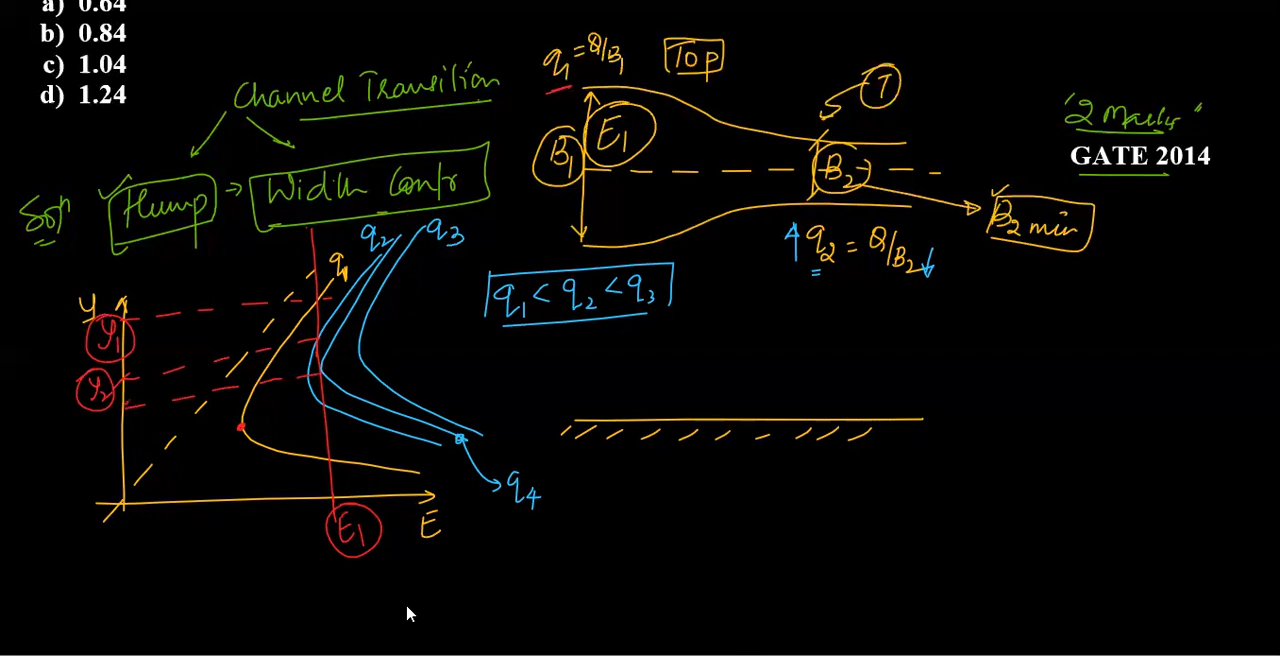 a) 0.64
b) 0.84
c) 1.04
d) 1.24
Channel Transition
Hump → Width Contr
Sol
q1 = Q/B1
Top
T
B1
E1
B2
B2 min
q2 = Q/B2
"2 Marks"
GATE 2014
q1 < q2 < q3
q1
q2
q3
q4
y
y1
y2
E1
E